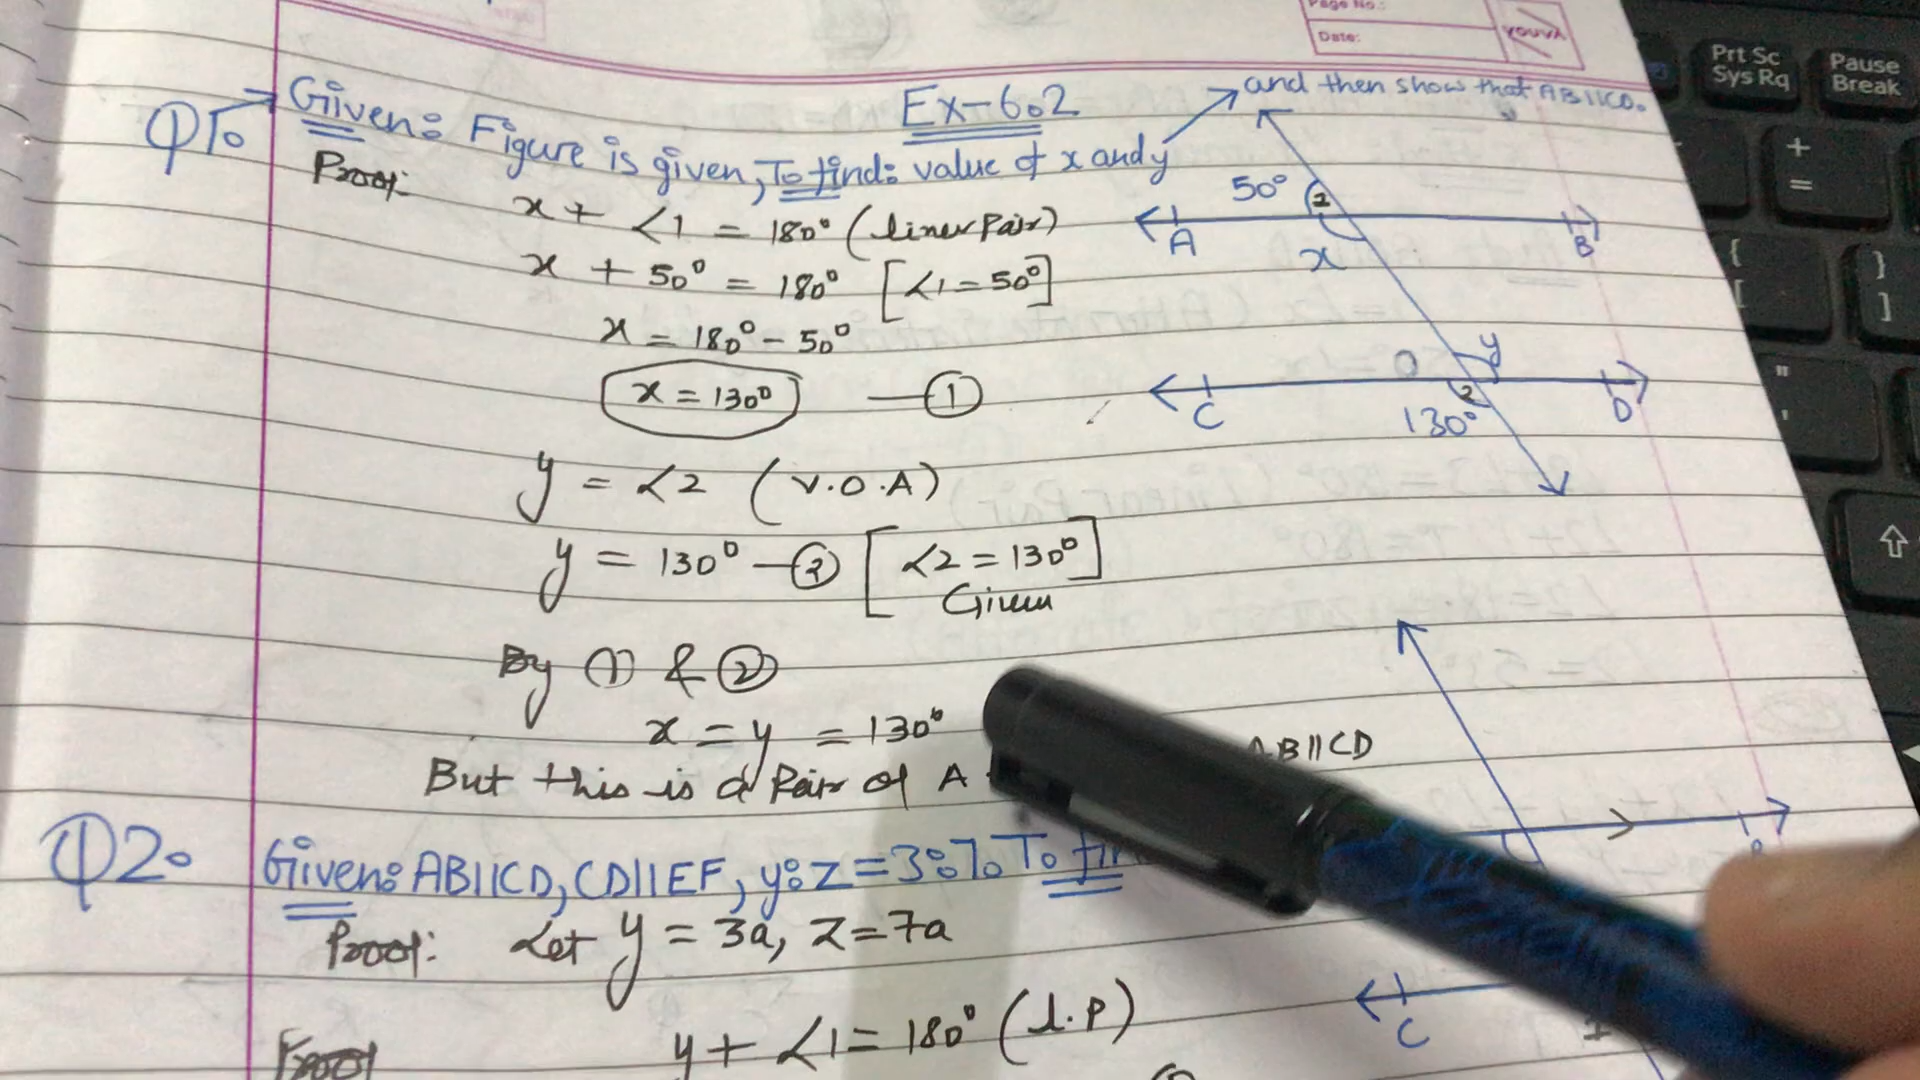 Page No.:
Date:
YOUVA
Prt Sc
Sys Rq
Pause
Break
Ex-6.2
and then show that AB||CD.
Q1. Given: Figure is given, To find: value of x and y
Proof:
x + ∠1 = 180° (liner Pair)
x + 50° = 180° [∠1 = 50°]
x = 180° - 50°
x = 130° — ①
y = ∠2 (V.O.A)
y = 130° — ② [∠2 = 130°]
Given
By ① & ②
x = y = 130°
But this is a Pair of A
AB||CD
50°
1
A
B
x
O
y
C
2
D
130°
Q2. Given: AB||CD, CD||EF, y:z = 3:7. To fin
Proof: Let y = 3a, z = 7a
y + ∠1 = 180° (l.P)
C
+
=
{
[
}
]
"
'